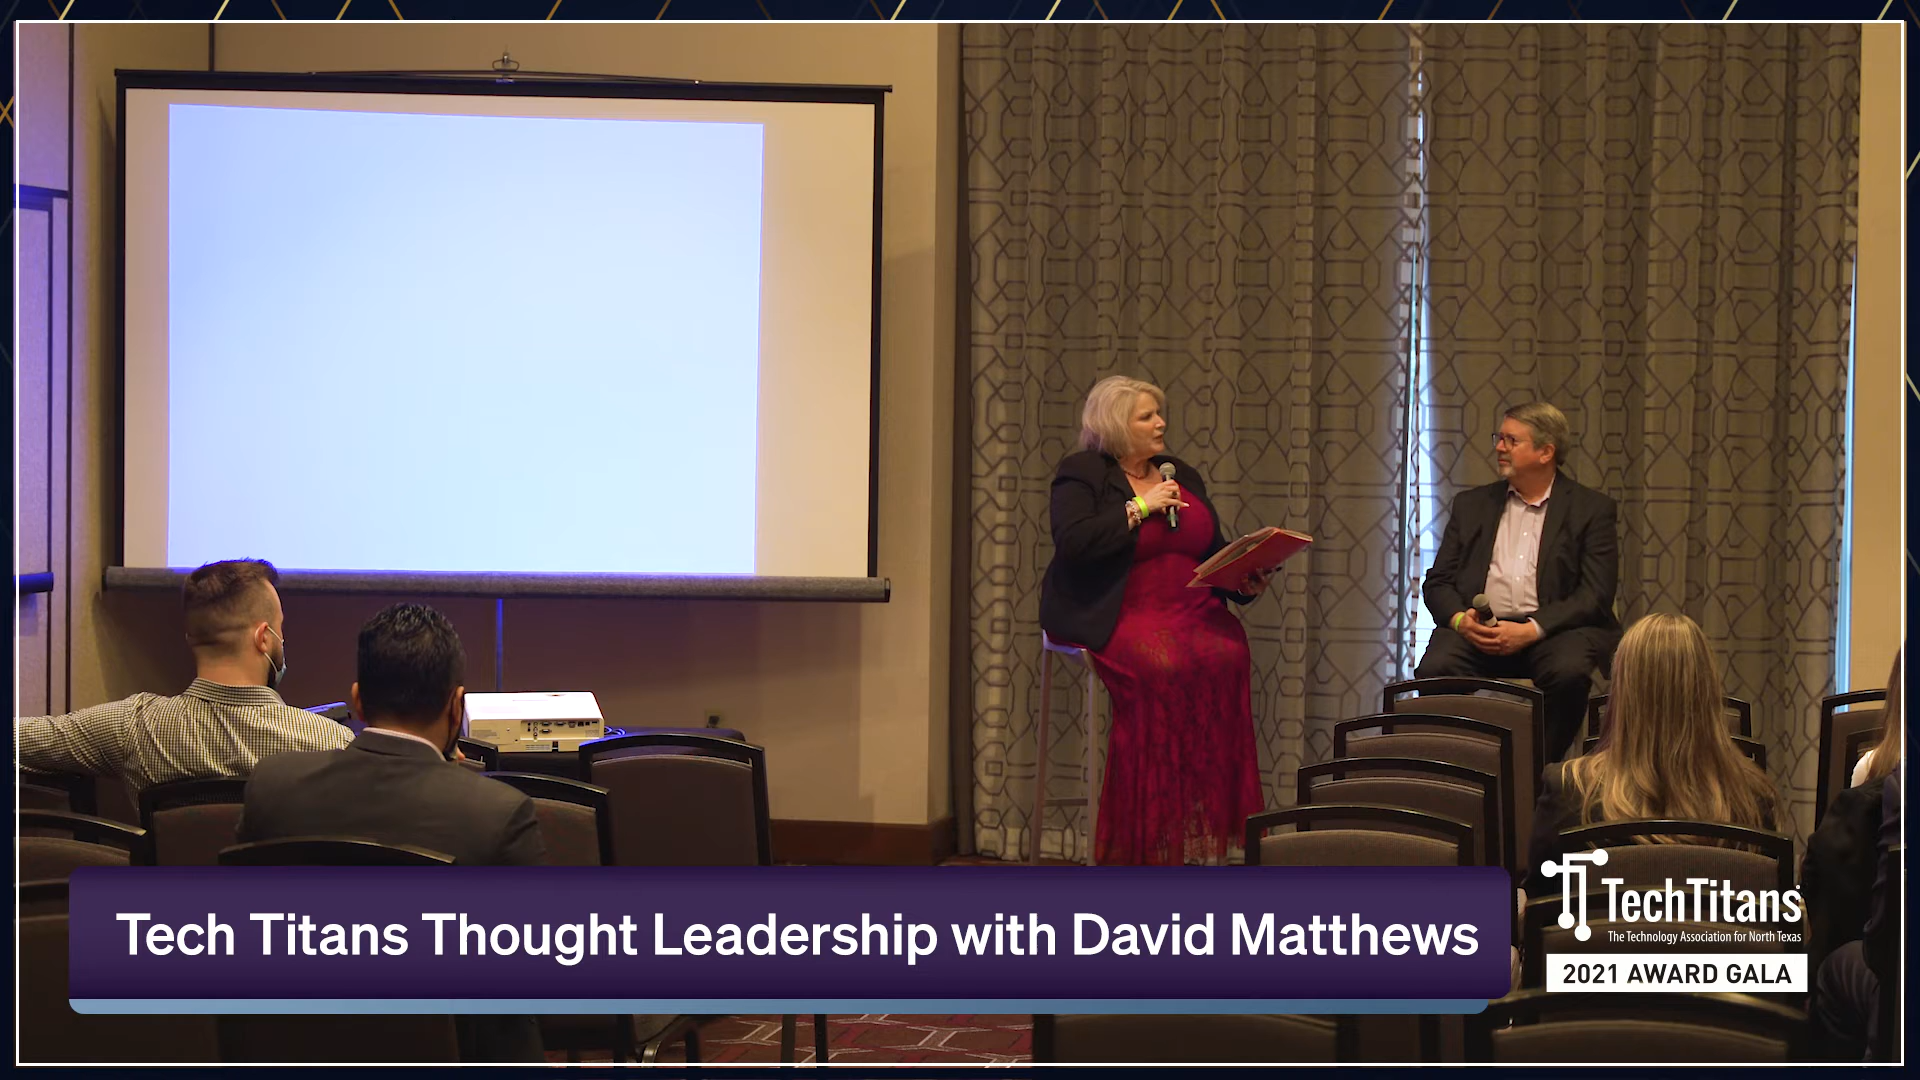 Tech Titans Thought Leadership with David Matthews
TechTitans
The Technology Association for North Texas
2021 AWARD GALA